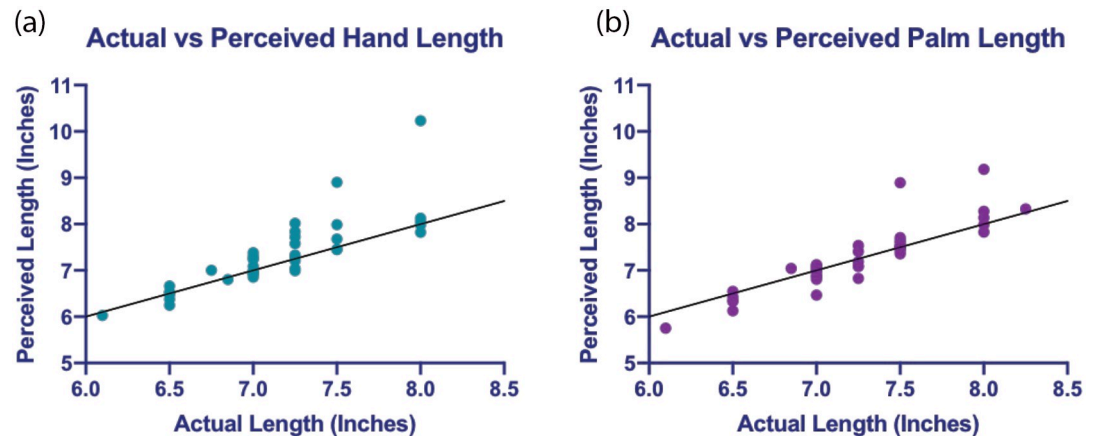 (a)
Actual vs Perceived Hand Length
Perceived Length (Inches)
11
10
9
8
7
6
5
6.0 6.5 7.0 7.5 8.0 8.5
Actual Length (Inches)
(b)
Actual vs Perceived Palm Length
Perceived Length (Inches)
11
10
9
8
7
6
5
6.0 6.5 7.0 7.5 8.0 8.5
Actual Length (Inches)